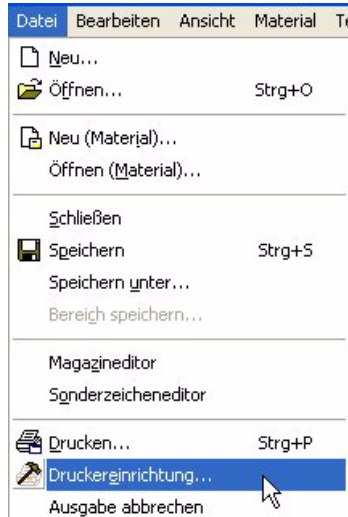 Datei Bearbeiten Ansicht Material
Neu...
Öffnen... Strg+O
Neu (Material)...
Öffnen (Material)...
Schließen
Speichern Strg+S
Speichern unter...
Bereich speichern...
Magazineditor
Sonderzeicheneditor
Drucken... Strg+P
Druckereinrichtung...
Ausgabe abbrechen